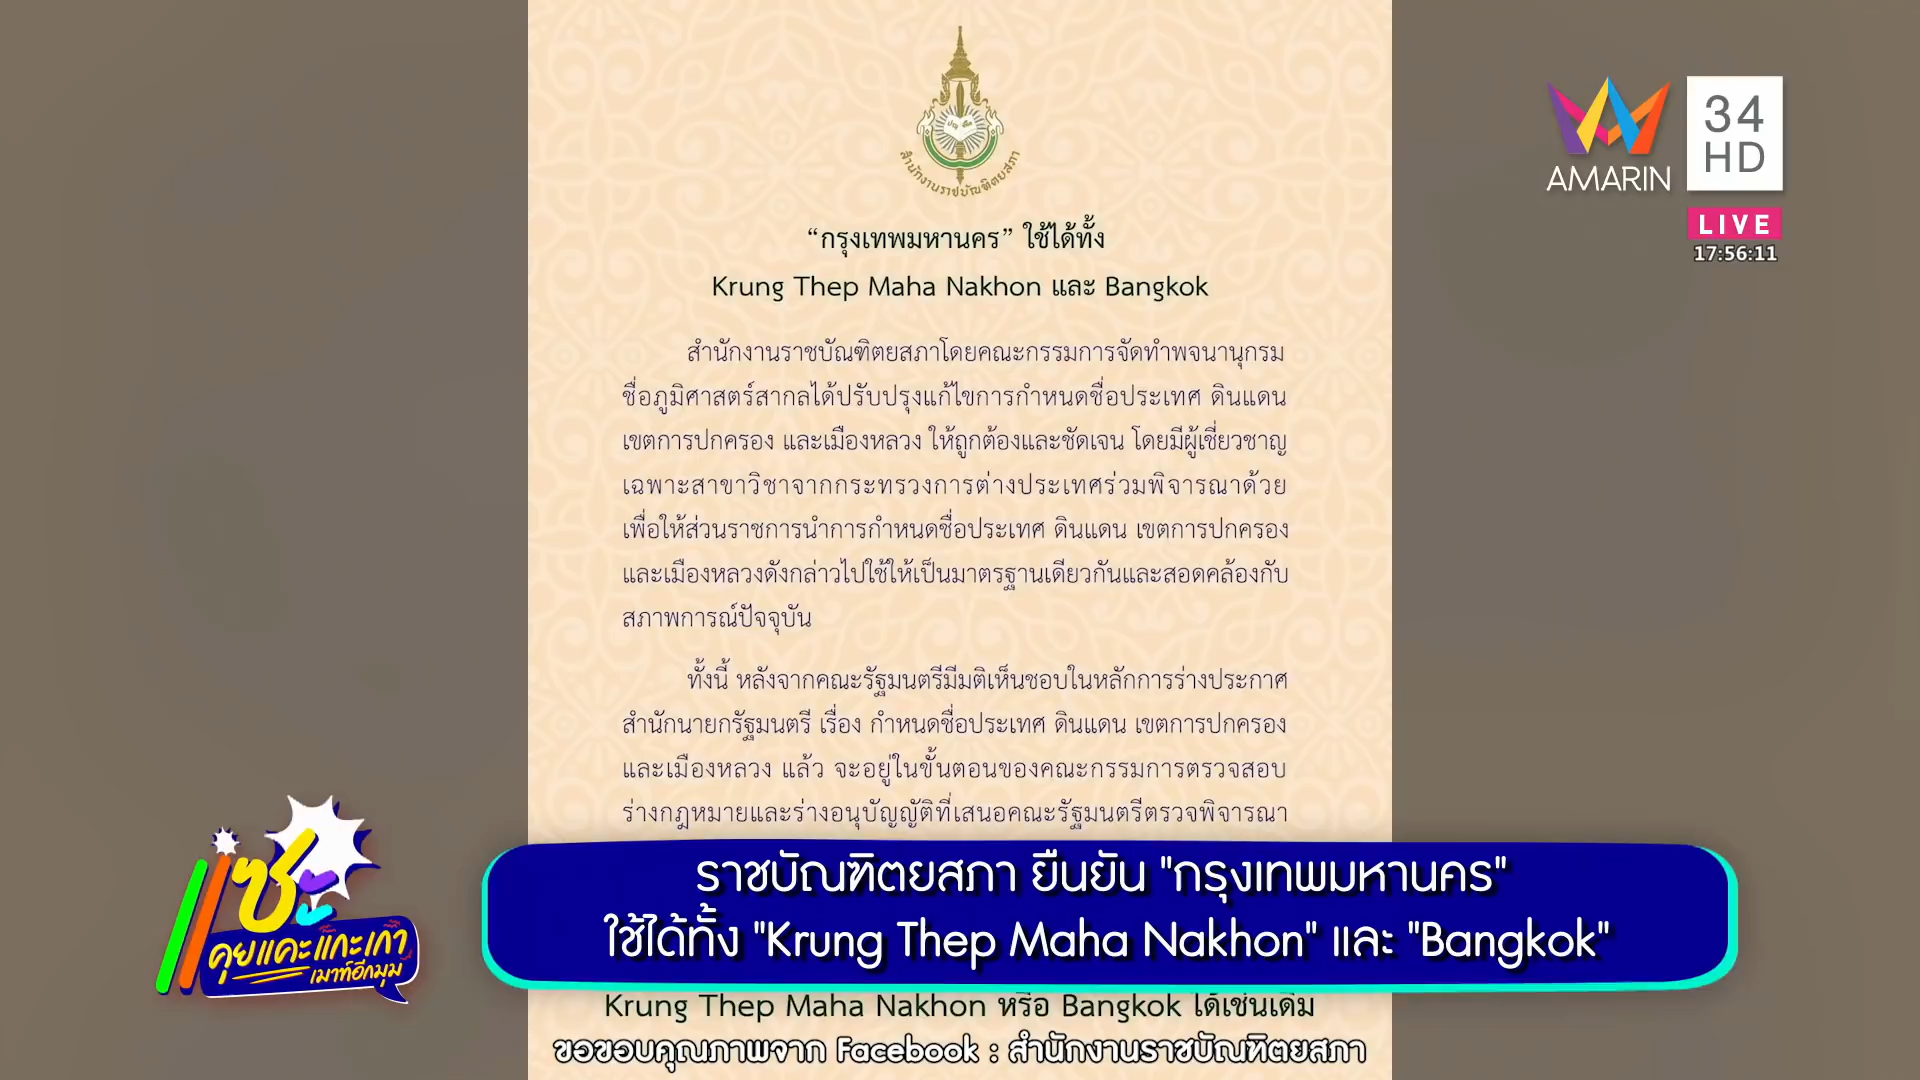 สำนักงานราชบัณฑิตยสภา
AMARIN
34
HD
LIVE
17:56:11
“กรุงเทพมหานคร” ใช้ได้ทั้ง
Krung Thep Maha Nakhon และ Bangkok
สำนักงานราชบัณฑิตยสภาโดยคณะกรรมการจัดทำพจนานุกรม
ชื่อภูมิศาสตร์สากลได้ปรับปรุงแก้ไขการกำหนดชื่อประเทศ ดินแดน
เขตการปกครอง และเมืองหลวง ให้ถูกต้องและชัดเจน โดยมีผู้เชี่ยวชาญ
เฉพาะสาขาวิชาจากกระทรวงการต่างประเทศร่วมพิจารณาด้วย
เพื่อให้ส่วนราชการนำการกำหนดชื่อประเทศ ดินแดน เขตการปกครอง
และเมืองหลวงดังกล่าวไปใช้ให้เป็นมาตรฐานเดียวกันและสอดคล้องกับ
สภาพการณ์ปัจจุบัน
ทั้งนี้ หลังจากคณะรัฐมนตรีมีมติเห็นชอบในหลักการร่างประกาศ
สำนักนายกรัฐมนตรี เรื่อง กำหนดชื่อประเทศ ดินแดน เขตการปกครอง
และเมืองหลวง แล้ว จะอยู่ในขั้นตอนของคณะกรรมการตรวจสอบ
ร่างกฎหมายและร่างอนุบัญญัติที่เสนอคณะรัฐมนตรีตรวจพิจารณา
แซะ
คุยแคะแกะเกา
เมาท์อีกมุม
ราชบัณฑิตยสภา ยืนยัน "กรุงเทพมหานคร"
ใช้ได้ทั้ง "Krung Thep Maha Nakhon" และ "Bangkok"
Krung Thep Maha Nakhon หรือ Bangkok ได้เช่นเดิม
ขอขอบคุณภาพจาก Facebook : สำนักงานราชบัณฑิตยสภา